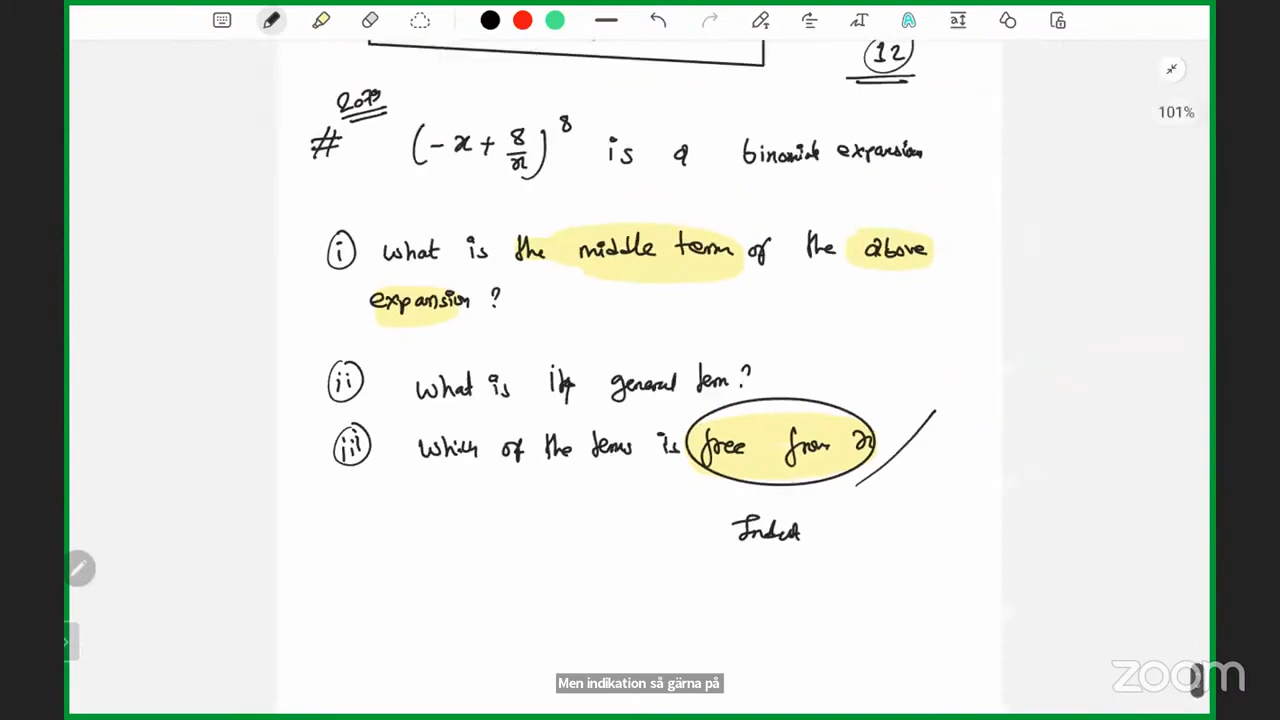 12
2079
# (-x + 8/x)^8 is a binomial expansion
101%
(i) what is the middle term of the above
expansion ?
(ii) What is its general term ?
(iii) Which of the terms is free from x
Men indikation så gärna på
zoom